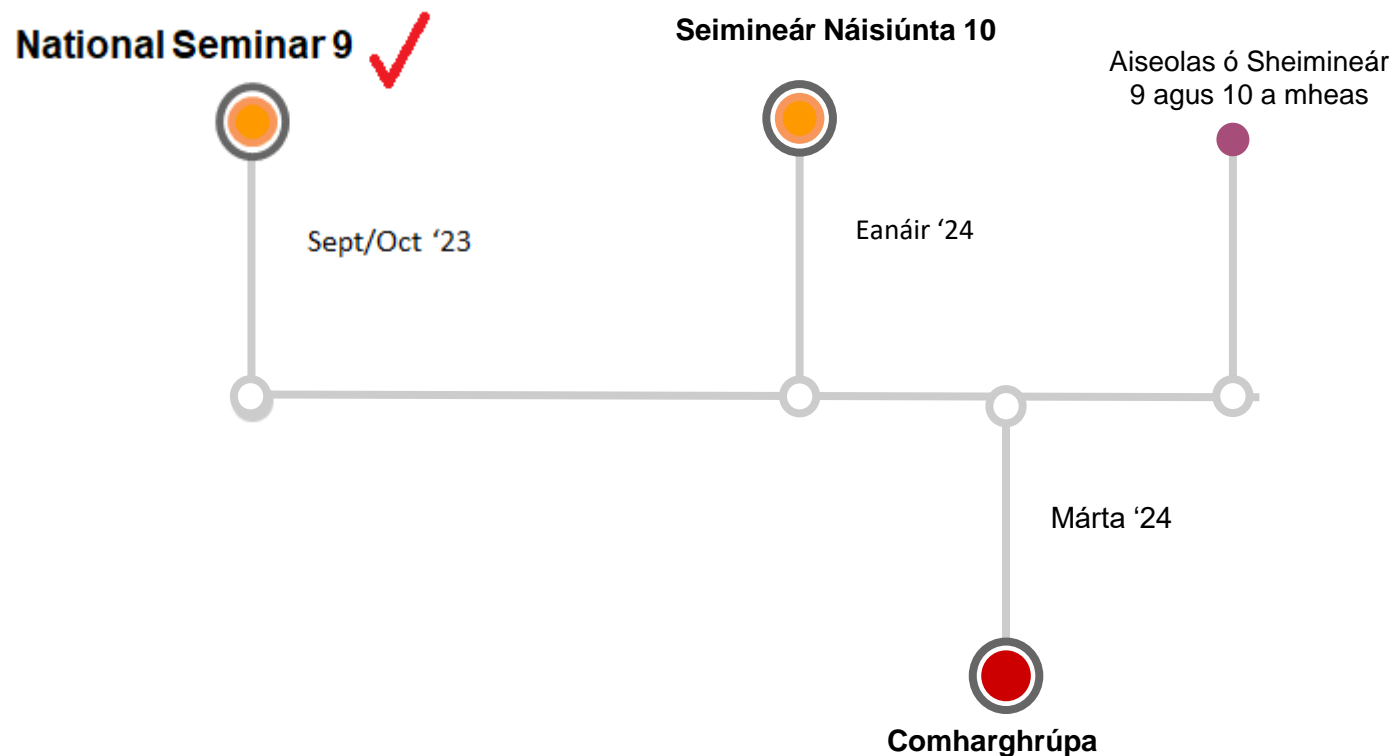 National Seminar 9
Sept/Oct ‘23
Seimineár Náisiúnta 10
Eanáir ‘24
Aiseolas ó Sheimineár
9 agus 10 a mheas
Márta ‘24
Comharghrúpa